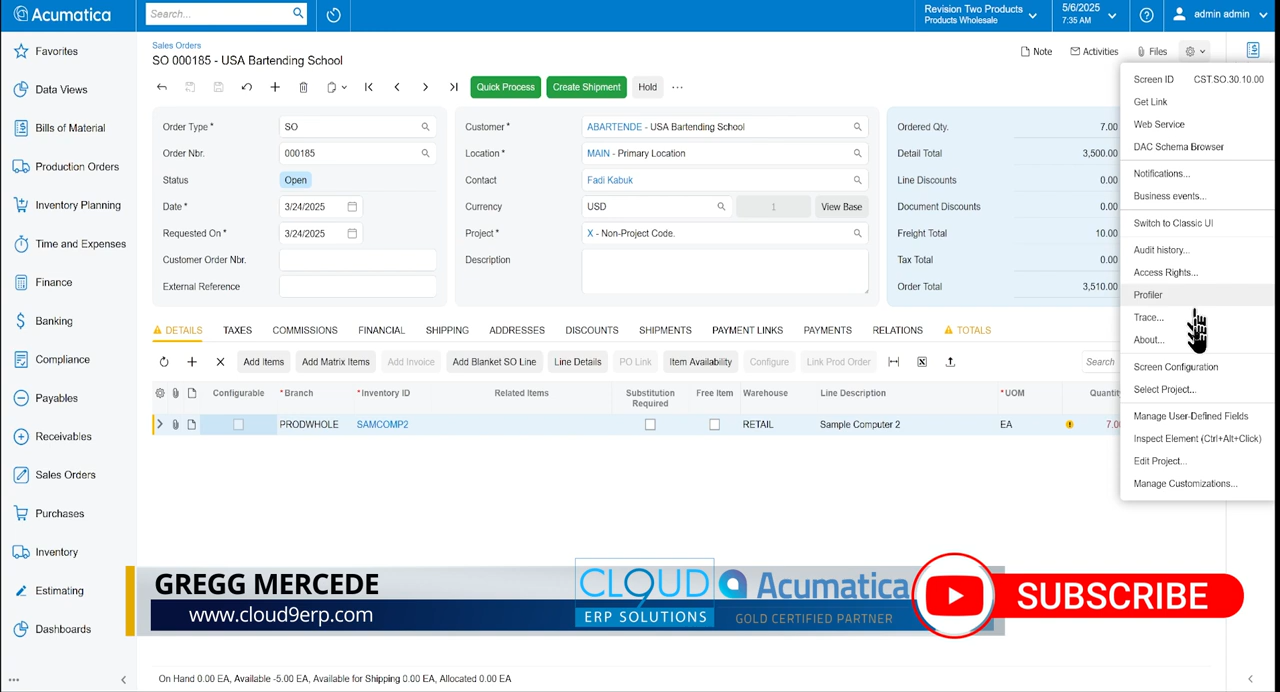 Acumatica
Search...
Revision Two Products
Products Wholesale
5/6/2025
7:35 AM
admin admin
Favorites
Data Views
Bills of Material
Production Orders
Inventory Planning
Time and Expenses
Finance
Banking
Compliance
Payables
Receivables
Sales Orders
Purchases
Inventory
Estimating
Dashboards
Sales Orders
SO 000185 - USA Bartending School
Note
Activities
Files
Quick Process
Create Shipment
Hold
Order Type *
SO
Order Nbr.
000185
Status
Open
Date *
3/24/2025
Requested On *
3/24/2025
Customer Order Nbr.
External Reference
Customer *
ABARTENDE - USA Bartending School
Location *
MAIN - Primary Location
Contact
Fadi Kabuk
Currency
USD
1
View Base
Project *
X - Non-Project Code.
Description
Ordered Qty.
7.00
Detail Total
3,500.00
Line Discounts
0.00
Document Discounts
0.00
Freight Total
10.00
Tax Total
0.00
Order Total
3,510.00
Screen ID CST.SO.30.10.00
Get Link
Web Service
DAC Schema Browser
Notifications...
Business events...
Switch to Classic UI
Audit history...
Access Rights...
Profiler
Trace...
About...
Screen Configuration
Select Project...
Manage User-Defined Fields
Inspect Element (Ctrl+Alt+Click)
Edit Project...
Manage Customizations...
DETAILS TAXES COMMISSIONS FINANCIAL SHIPPING ADDRESSES DISCOUNTS SHIPMENTS PAYMENT LINKS PAYMENTS RELATIONS TOTALS
Add Items Add Matrix Items Add Invoice Add Blanket SO Line Line Details PO Link Item Availability Configure Link Prod Order
Search
Configurable *Branch *Inventory ID Related Items Substitution Required Free Item Warehouse Line Description *UOM
PRODWHOLE SAMCOMP2 RETAIL Sample Computer 2 EA
GREGG MERCEDE
www.cloud9erp.com
CLOUD9
ERP SOLUTIONS
Acumatica
GOLD CERTIFIED PARTNER
SUBSCRIBE
On Hand 0.00 EA, Available -5.00 EA, Available for Shipping 0.00 EA, Allocated 0.00 EA